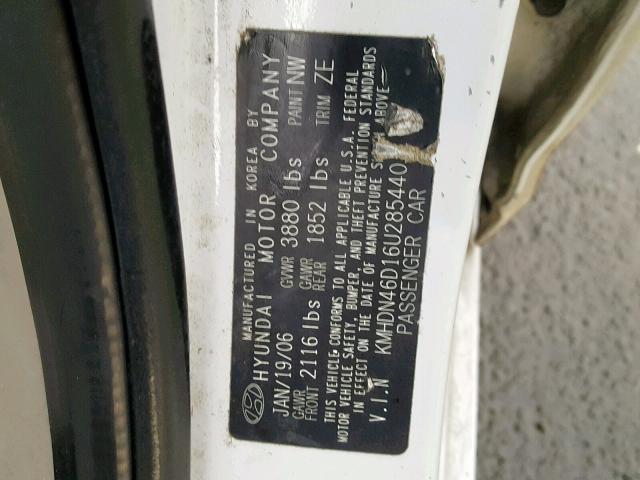 MANUFACTURED IN KOREA BY
HYUNDAI MOTOR COMPANY
JAN/19/06 GVWR 3880 lbs PAINT NW
GAWR FRONT 2116 lbs GAWR REAR 1852 lbs TRIM ZE
THIS VEHICLE CONFORMS TO ALL APPLICABLE U.S.A. FEDERAL
MOTOR VEHICLE SAFETY, BUMPER, AND THEFT PREVENTION STANDARDS
IN EFFECT ON THE DATE OF MANUFACTURE ABOVE
V.I.N KMHDN46D16U285440
PASSENGER CAR